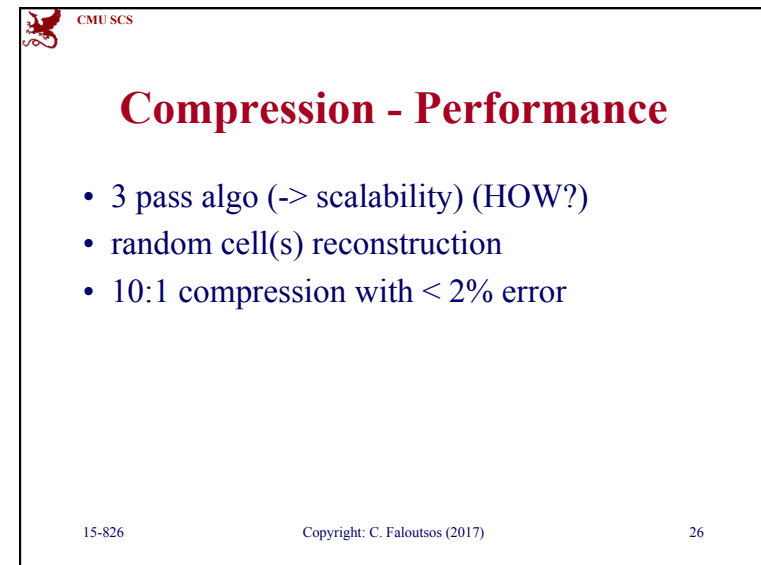 CMU SCS
Compression - Performance
• 3 pass algo (-> scalability) (HOW?)
• random cell(s) reconstruction
• 10:1 compression with < 2% error
15-826 Copyright: C. Faloutsos (2017) 26